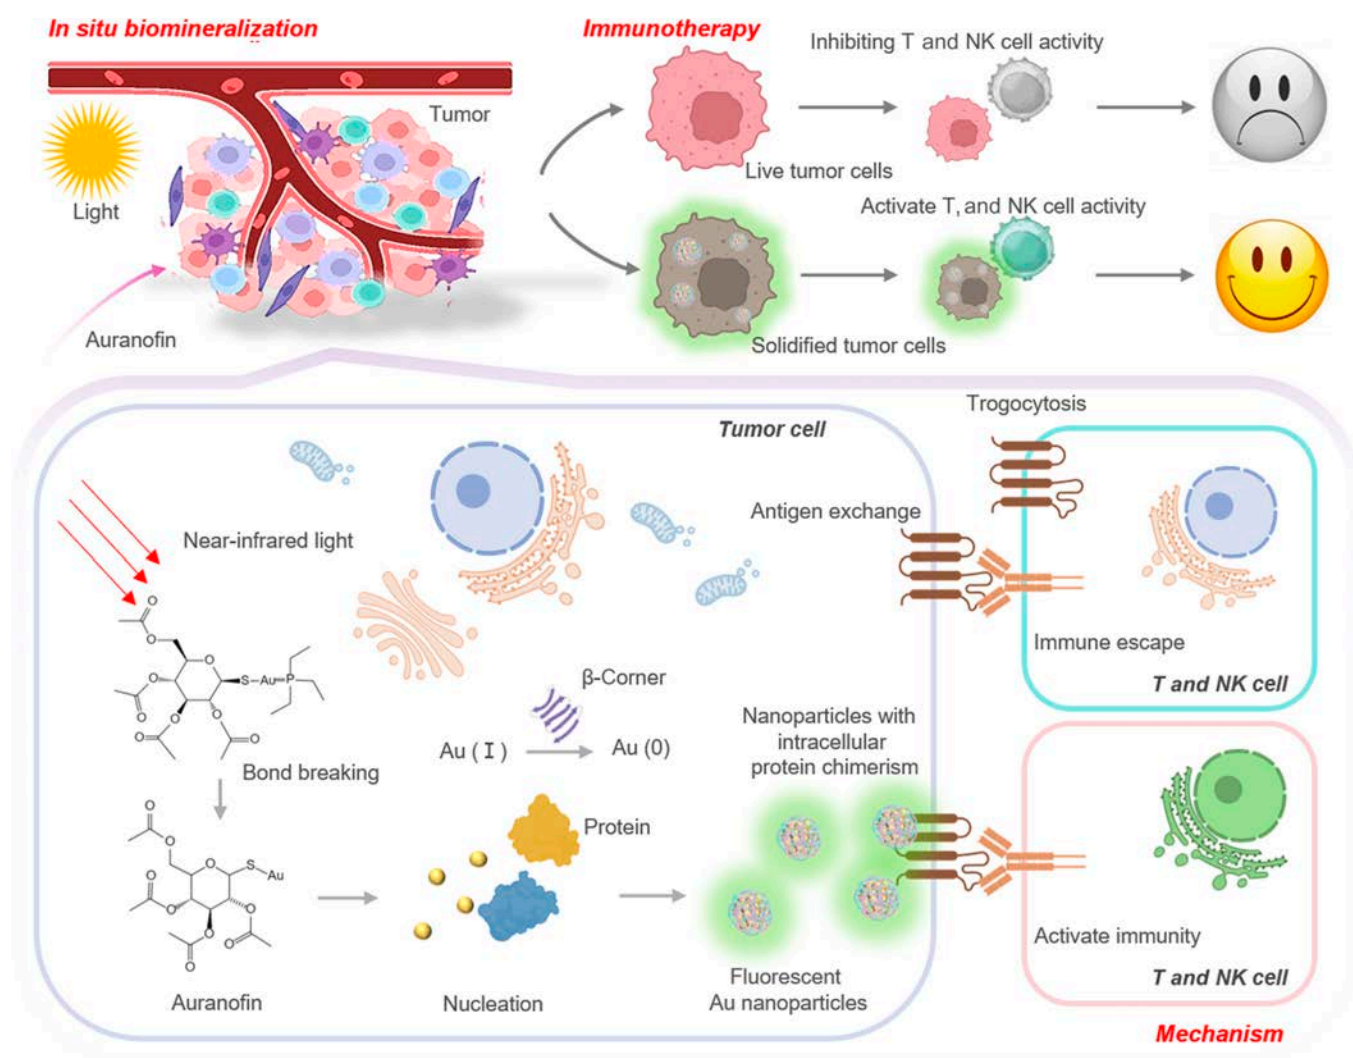 In situ biomineralization
Immunotherapy
Inhibiting T and NK cell activity
Tumor
Light
Live tumor cells
Activate T, and NK cell activity
Auranofin
Solidified tumor cells
Tumor cell
Trogocytosis
Antigen exchange
Near-infrared light
Immune escape
T and NK cell
O
O
O
O
O
O
O
O
O
S-Au-P
β-Corner
Au ( I )
Au (0)
Bond breaking
Nanoparticles with
intracellular
protein chimerism
Protein
O
O
O
O
O
O
O
O
O
S
Au
Activate immunity
T and NK cell
Auranofin
Nucleation
Fluorescent
Au nanoparticles
Mechanism